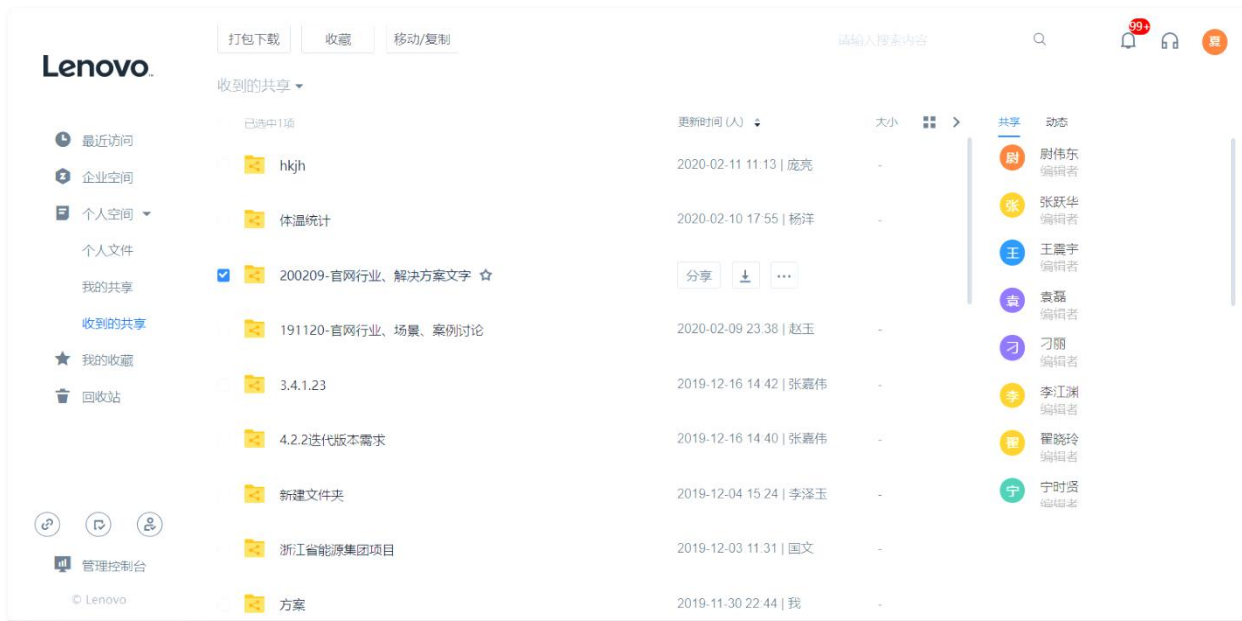 打包下载 收藏 移动/复制 请输入搜索内容 99+ 夏
Lenovo
收到的共享
已选中1项 更新时间 (人) 大小 共享 动态
最近访问
企业空间
个人空间
个人文件
我的共享
收到的共享
我的收藏
回收站
管理控制台
© Lenovo
hkjh 2020-02-11 11:13 | 庞亮 -
体温统计 2020-02-10 17:55 | 杨洋 -
200209-官网行业、解决方案文字 分享 ...
191120-官网行业、场景、案例讨论 2020-02-09 23:38 | 赵玉 -
3.4.1.23 2019-12-16 14:42 | 张嘉伟 -
4.2.2迭代版本需求 2019-12-16 14:40 | 张嘉伟 -
新建文件夹 2019-12-04 15:24 | 李泽玉 -
浙江省能源集团项目 2019-12-03 11:31 | 国文 -
方案 2019-11-30 22:44 | 我 -
尉 尉伟东
编辑者
张 张跃华
编辑者
王 王震宇
编辑者
袁 袁磊
编辑者
刁 刁丽
编辑者
李 李江渊
编辑者
翟 翟晓玲
编辑者
宁 宁时贤
编辑者